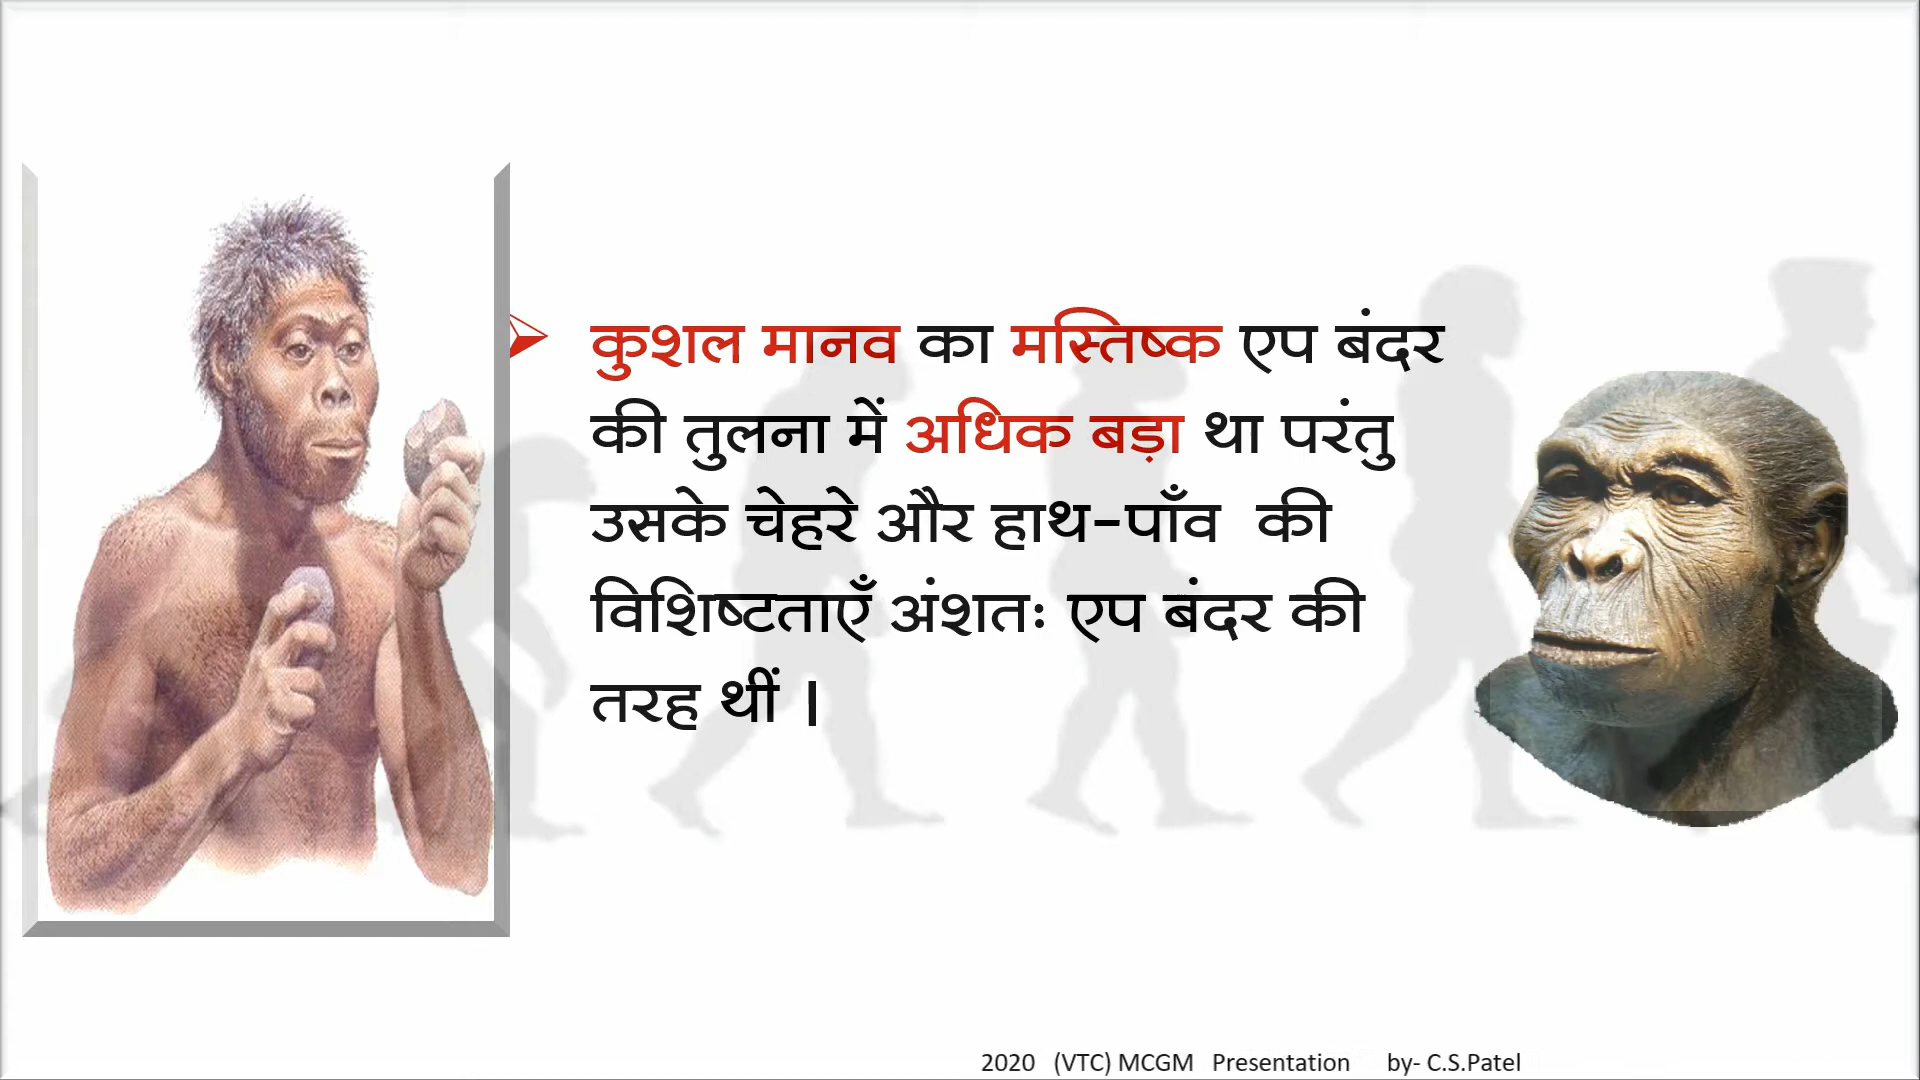 कुशल मानव का मस्तिष्क एप बंदर
की तुलना में अधिक बड़ा था परंतु
उसके चेहरे और हाथ-पाँव की
विशिष्टताएँ अंशतः एप बंदर की
तरह थीं ।
2020 (VTC) MCGM Presentation by- C.S.Patel